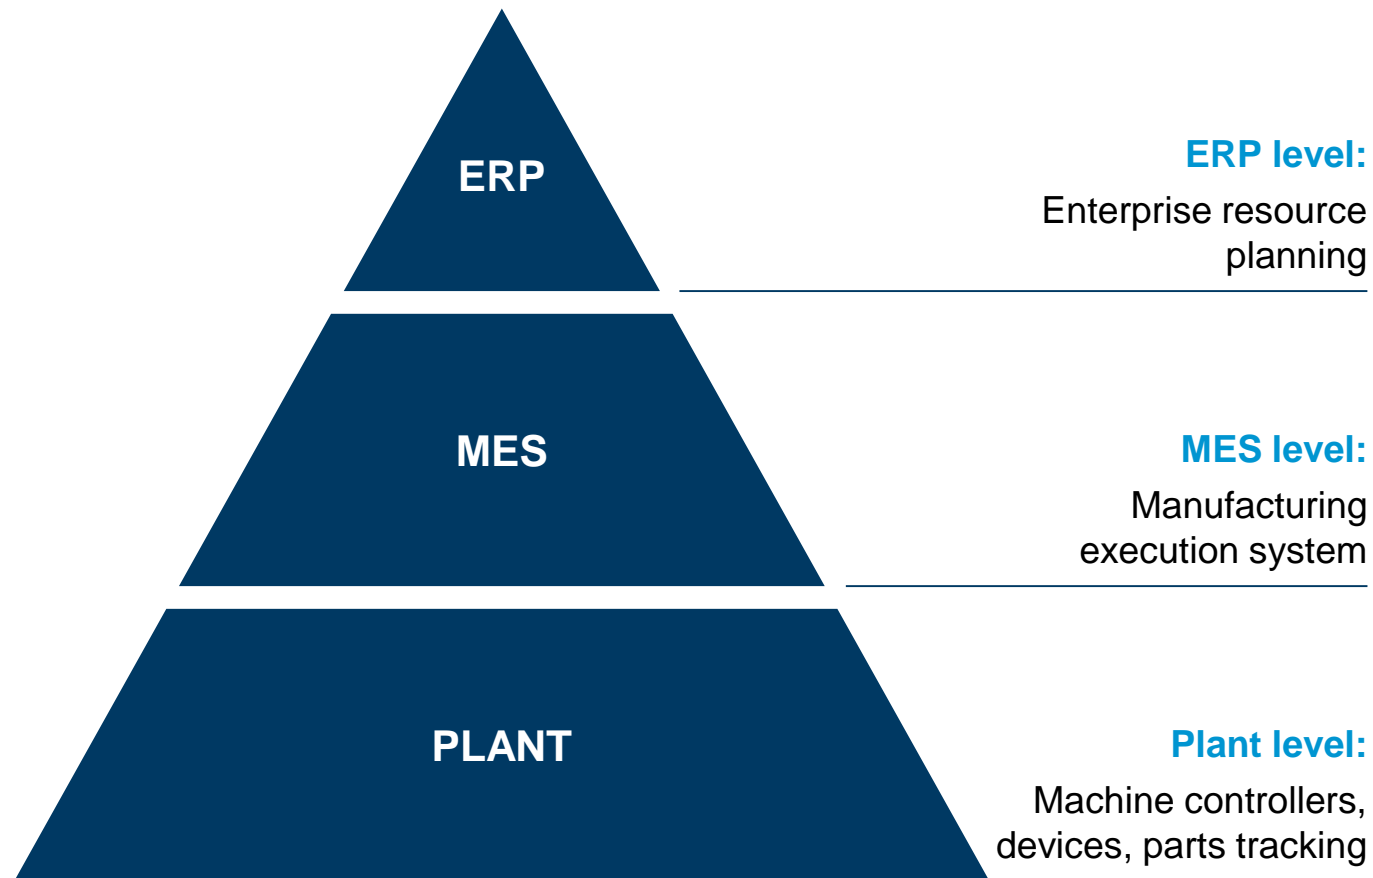 ERP
ERP level:
Enterprise resource
planning
MES
MES level:
Manufacturing
execution system
PLANT
Plant level:
Machine controllers,
devices, parts tracking